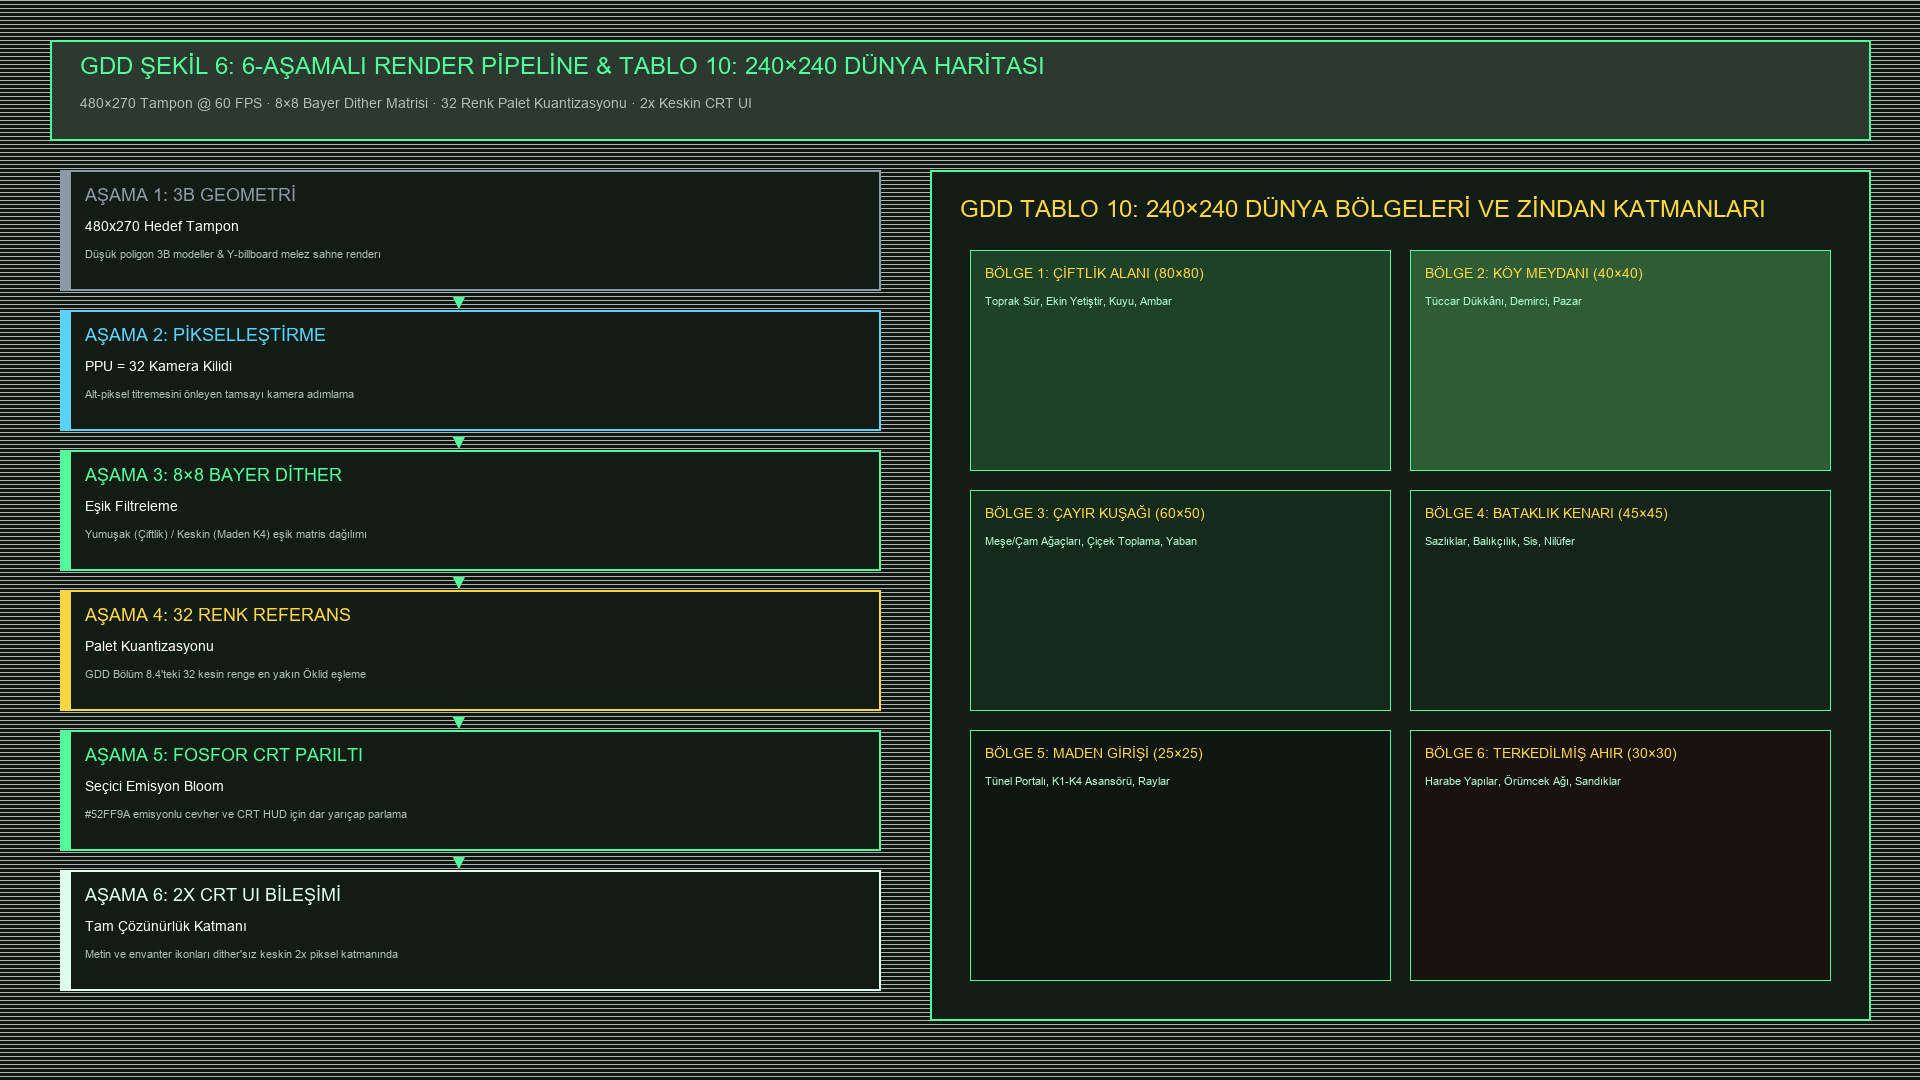 GDD ŞEKİL 6: 6-AŞAMALI RENDER PİPELİNE & TABLO 10: 240×240 DÜNYA HARİTASI
480×270 Tampon @ 60 FPS · 8×8 Bayer Dither Matrisi · 32 Renk Palet Kuantizasyonu · 2x Keskin CRT UI
AŞAMA 1: 3B GEOMETRİ
480x270 Hedef Tampon
Düşük poligon 3B modeller & Y-billboard melez sahne renderı
AŞAMA 2: PİKSELLEŞTİRME
PPU = 32 Kamera Kilidi
Alt-piksel titremesini önleyen tamsayı kamera adımlama
AŞAMA 3: 8×8 BAYER DİTHER
Eşik Filtreleme
Yumuşak (Çiftlik) / Keskin (Maden K4) eşik matris dağılımı
AŞAMA 4: 32 RENK REFERANS
Palet Kuantizasyonu
GDD Bölüm 8.4'teki 32 kesin renge en yakın Öklid eşleme
AŞAMA 5: FOSFOR CRT PARILTI
Seçici Emisyon Bloom
#52FF9A emisyonlu cevher ve CRT HUD için dar yarıçap parlama
AŞAMA 6: 2X CRT UI BİLEŞİMİ
Tam Çözünürlük Katmanı
Metin ve envanter ikonları dither'sız keskin 2x piksel katmanında
GDD TABLO 10: 240×240 DÜNYA BÖLGELERİ VE ZİNDAN KATMANLARI
BÖLGE 1: ÇİFTLİK ALANI (80×80)
Toprak Sür, Ekin Yetiştir, Kuyu, Ambar
BÖLGE 2: KÖY MEYDANI (40×40)
Tüccar Dükkânı, Demirci, Pazar
BÖLGE 3: ÇAYIR KUŞAĞI (60×50)
Meşe/Çam Ağaçları, Çiçek Toplama, Yaban
BÖLGE 4: BATAKLIK KENARI (45×45)
Sazlıklar, Balıkçılık, Sis, Nilüfer
BÖLGE 5: MADEN GİRİŞİ (25×25)
Tünel Portalı, K1-K4 Asansörü, Raylar
BÖLGE 6: TERKEDİLMİŞ AHIR (30×30)
Harabe Yapılar, Örümcek Ağı, Sandıklar